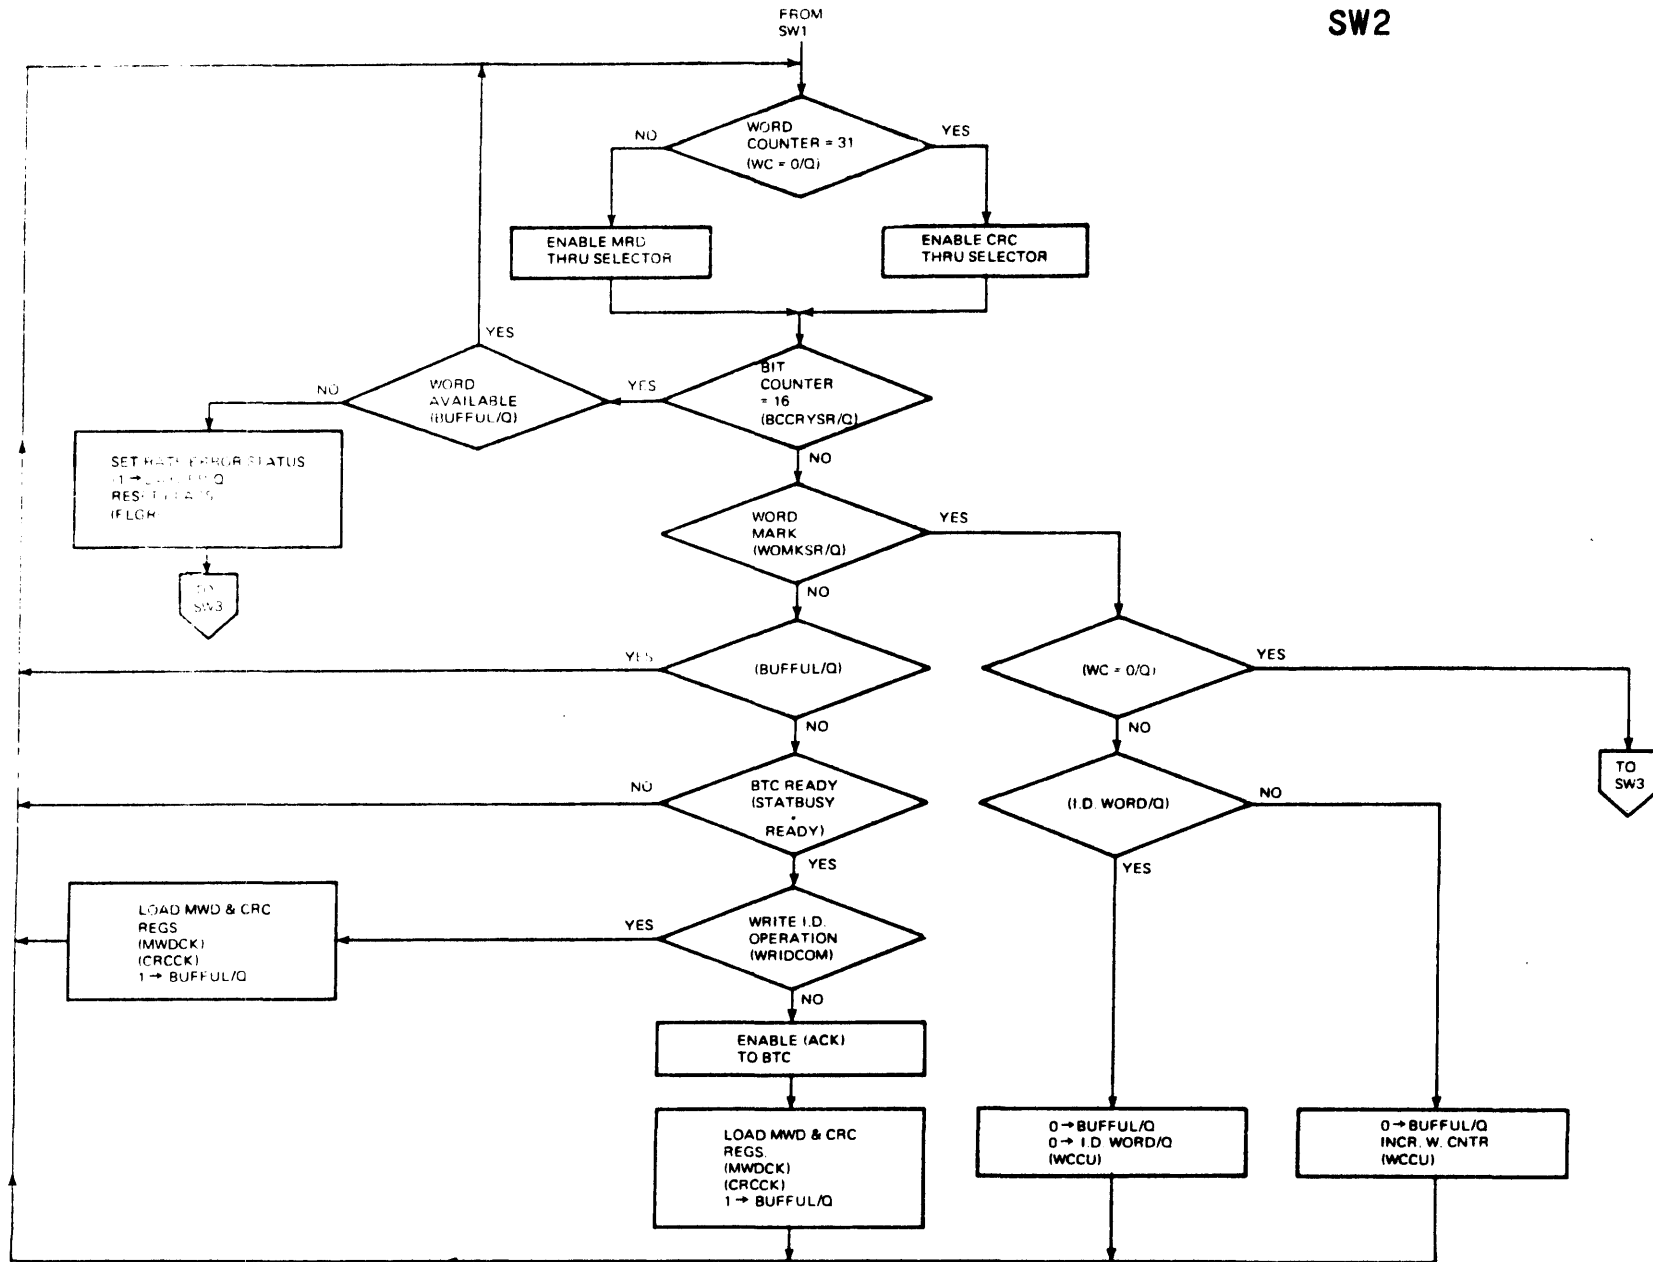 SW2
FROM
SW1
WORD
COUNTER = 31
(WC = 0/Q)
NO
YES
ENABLE MRD
THRU SELECTOR
ENABLE CRC
THRU SELECTOR
BIT
COUNTER
= 16
(BCCRYSR/Q)
YES
NO
WORD
AVAILABLE
(BUFFUL/Q)
YES
NO
SET RATE ERROR STATUS
RESET FLAGS
(FLGR
TO
SW3
WORD
MARK
(WOMKSR/Q)
YES
NO
(BUFFUL/Q)
YES
NO
(WC = 0/Q)
YES
NO
TO
SW3
BTC READY
(STATBUSY
•
READY)
NO
YES
(I.D. WORD/Q)
NO
YES
WRITE I.D.
OPERATION
(WRIDCOM)
YES
NO
LOAD MWD & CRC
REGS
(MWDCK)
(CRCCK)
1 → BUFFUL/Q
ENABLE (ACK)
TO BTC
LOAD MWD & CRC
REGS.
(MWDCK)
(CRCCK)
1 → BUFFUL/Q
0 → BUFFUL/Q
0 → I.D. WORD/Q
(WCCU)
0 → BUFFUL/Q
INCR. W. CNTR
(WCCU)